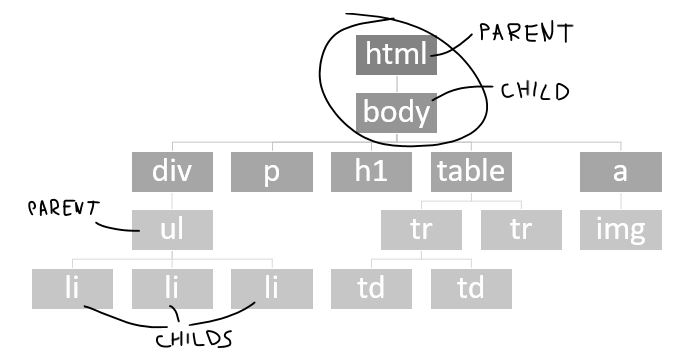 html PARENT
body CHILD
div p h1 table a
PARENT ul tr tr img
li li li td td
CHILDS